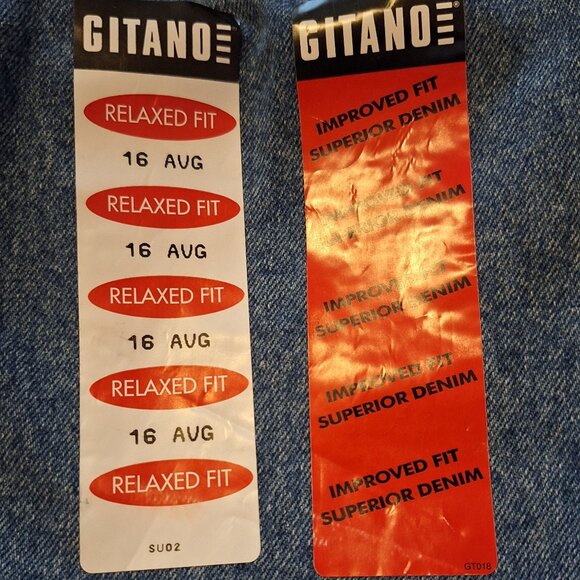 GITANO
RELAXED FIT
16 AVG
RELAXED FIT
16 AVG
RELAXED FIT
16 AVG
RELAXED FIT
16 AVG
RELAXED FIT
SU02
GITANO®
IMPROVED FIT
SUPERIOR DENIM
IMPROVED FIT
SUPERIOR DENIM
IMPROVED FIT
SUPERIOR DENIM
IMPROVED FIT
SUPERIOR DENIM
IMPROVED FIT
SUPERIOR DENIM
GT018